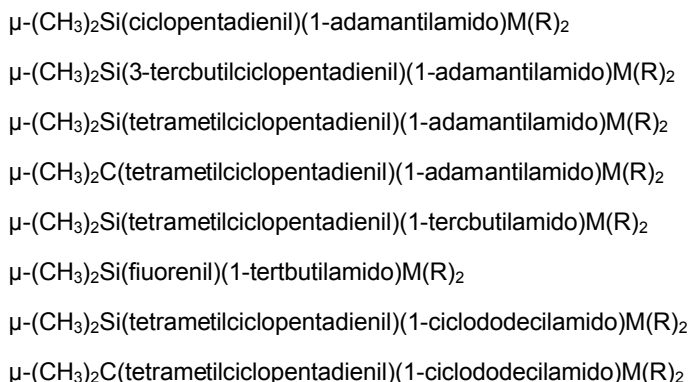 μ-(CH₃)₂Si(ciclopentadienil)(1-adamantilamido)M(R)₂
μ-(CH₃)₂Si(3-tercbutilciclopentadienil)(1-adamantilamido)M(R)₂
μ-(CH₃)₂Si(tetrametilciclopentadienil)(1-adamantilamido)M(R)₂
μ-(CH₃)₂C(tetrametilciclopentadienil)(1-adamantilamido)M(R)₂
μ-(CH₃)₂Si(tetrametilciclopentadienil)(1-tercbutilamido)M(R)₂
μ-(CH₃)₂Si(fiuorenil)(1-tertbutilamido)M(R)₂
μ-(CH₃)₂Si(tetrametilciclopentadienil)(1-ciclododecilamido)M(R)₂
μ-(CH₃)₂C(tetrametilciclopentadienil)(1-ciclododecilamido)M(R)₂